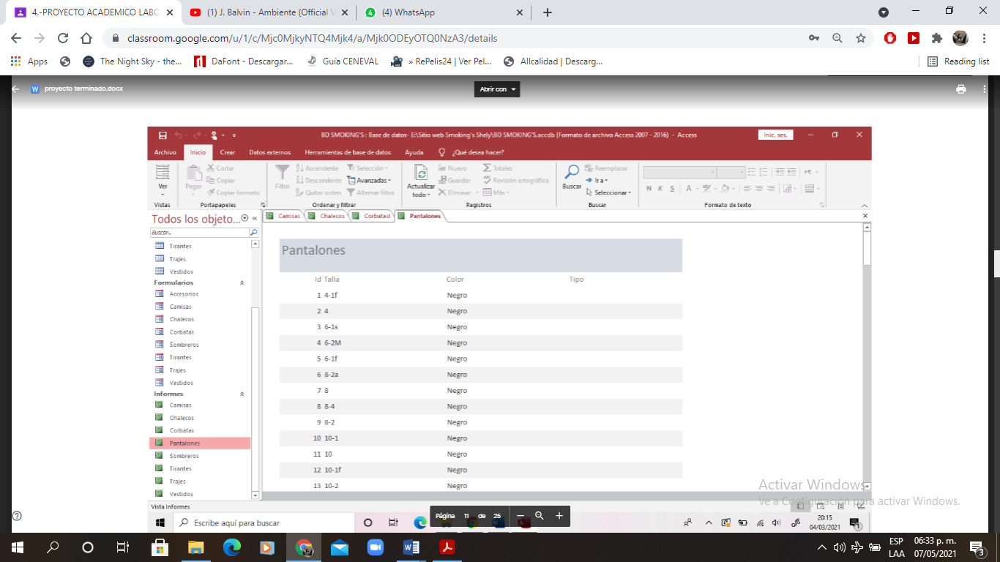 4.-PROYECTO ACADEMICO LABO
(1) J. Balvin - Ambiente (Official V
(4) WhatsApp
classroom.google.com/u/1/c/Mjc0MjkyNTQ4Mjk4/a/Mjk0ODEyOTQ0NzA3/details
Apps
The Night Sky - the...
DaFont - Descargar...
Guía CENEVAL
» RePelis24 | Ver Pel...
Allcalidad | Descarg...
Reading list
proyecto terminado.docx
Abrir con
BD SMOKING'S : Base de datos- E:\Sitio web Smoking's Shely\BD SMOKING'S.accdb (Formato de archivo Access 2007 - 2016) - Access
Inic. ses.
Archivo Inicio Crear Datos externos Herramientas de base de datos Ayuda ¿Qué desea hacer?
Ver
Vistas
Pegar
Cortar
Copiar
Copiar formato
Portapapeles
Filtro
Ascendente
Descendente
Quitar orden
Selección
Avanzadas
Alternar filtro
Ordenar y filtrar
Actualizar todo
Nuevo
Guardar
Eliminar
Totales
Revisión ortográfica
Más
Registros
Buscar
Reemplazar
Ir a
Seleccionar
Buscar
N K S
A
Formato de texto
Todos los objeto...
Buscar...
Tirantes
Trajes
Vestidos
Formularios
Accesorios
Camisas
Chalecos
Corbatas
Sombreros
Tirantes
Trajes
Vestidos
Informes
Camisas
Chalecos
Corbatas
Pantalones
Sombreros
Tirantes
Trajes
Vestidos
Camisas Chalecos Corbatasl Pantalones
Pantalones
Id Talla Color Tipo
1 4-1f Negro
2 4 Negro
3 6-1s Negro
4 6-2M Negro
5 6-1f Negro
6 8-2a Negro
7 8 Negro
8 8-4 Negro
9 8-2 Negro
10 10-1 Negro
11 10 Negro
12 10-1f Negro
13 10-2 Negro
Activar Windows
Ve a Configuración para activar Windows.
Vista Informes
Escribe aquí para buscar
Página 11 de 26
20:15
04/03/2021
1
ESP
LAA
06:33 p. m.
07/05/2021
3